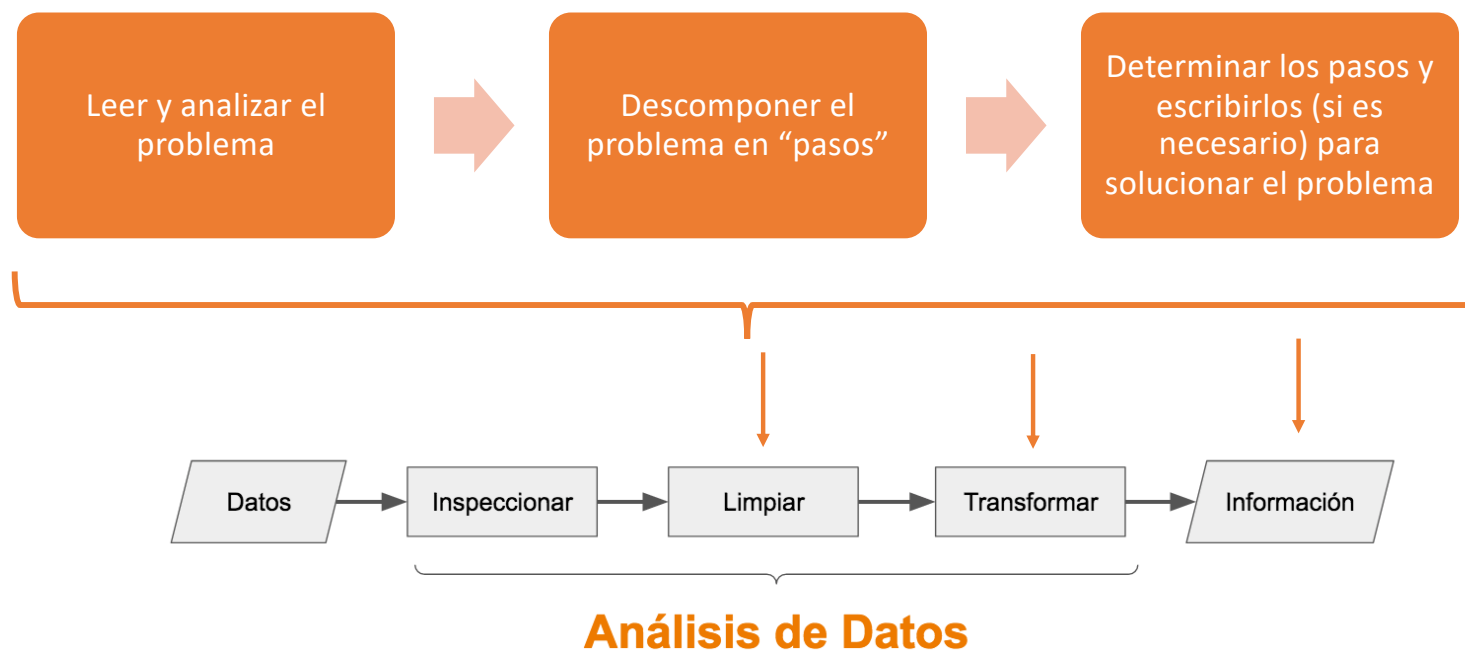 Leer y analizar el
problema
Descomponer el
problema en “pasos”
Determinar los pasos y
escribirlos (si es
necesario) para
solucionar el problema
Datos
Inspeccionar
Limpiar
Transformar
Información
Análisis de Datos